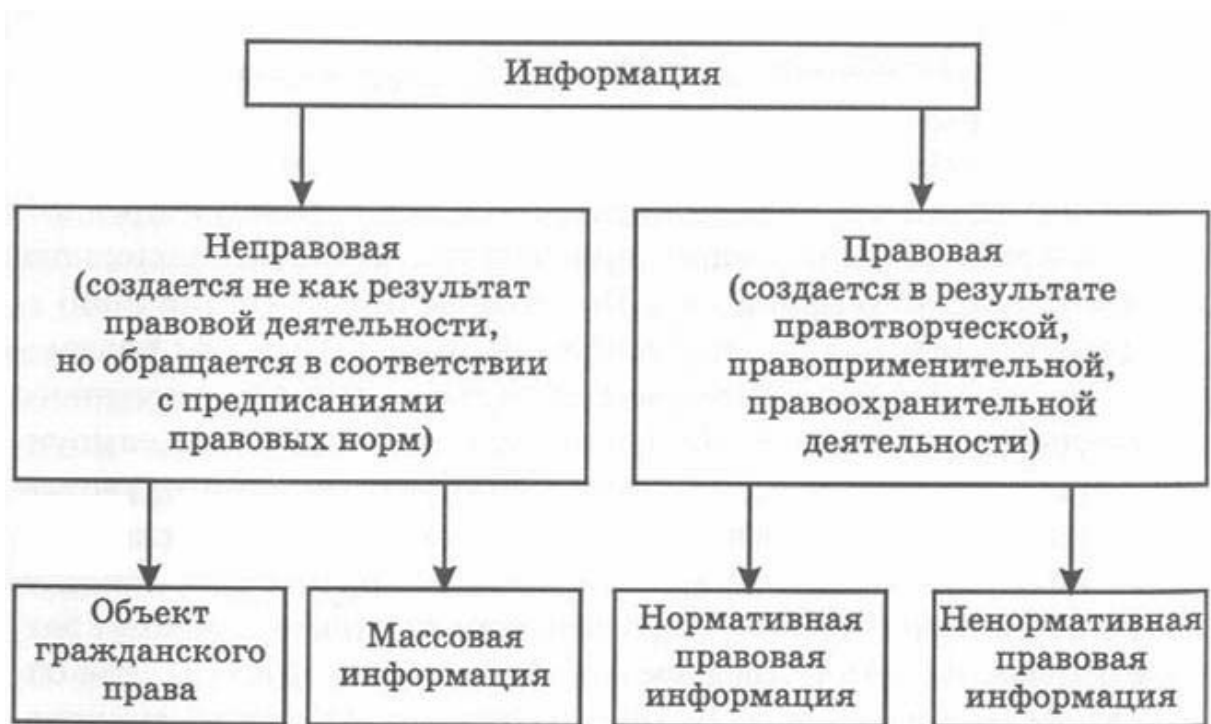 Информация
Неправовая
(создается не как результат
правовой деятельности,
но обращается в соответствии
с предписаниями
правовых норм)
Правовая
(создается в результате
правотворческой,
правоприменительной,
правоохранительной
деятельности)
Объект
гражданского
права
Массовая
информация
Нормативная
правовая
информация
Ненормативная
правовая
информация